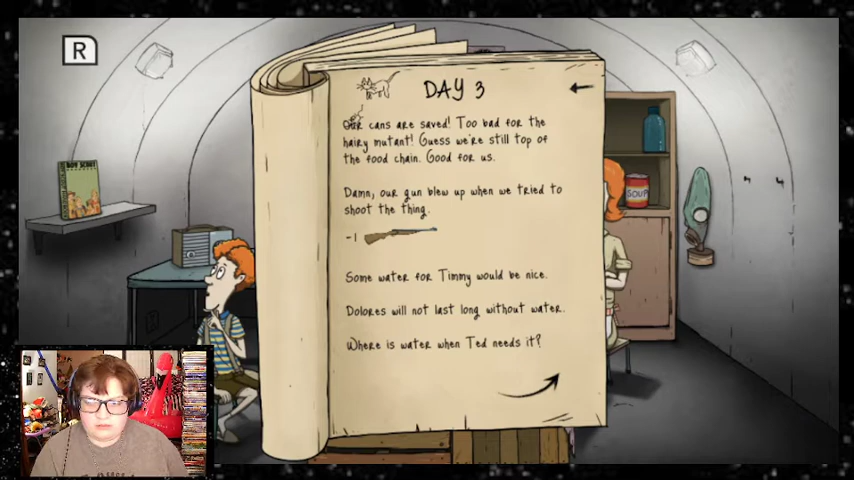 R
DAY 3
Our cans are saved! Too bad for the
hairy mutant! Guess we're still top of
the food chain. Good for us.
Damn, our gun blew up when we tried to
shoot the thing.
-1
Some water for Timmy would be nice.
Dolores will not last long without water.
Where is water when Ted needs it?
BOY SCOUT
SOUP